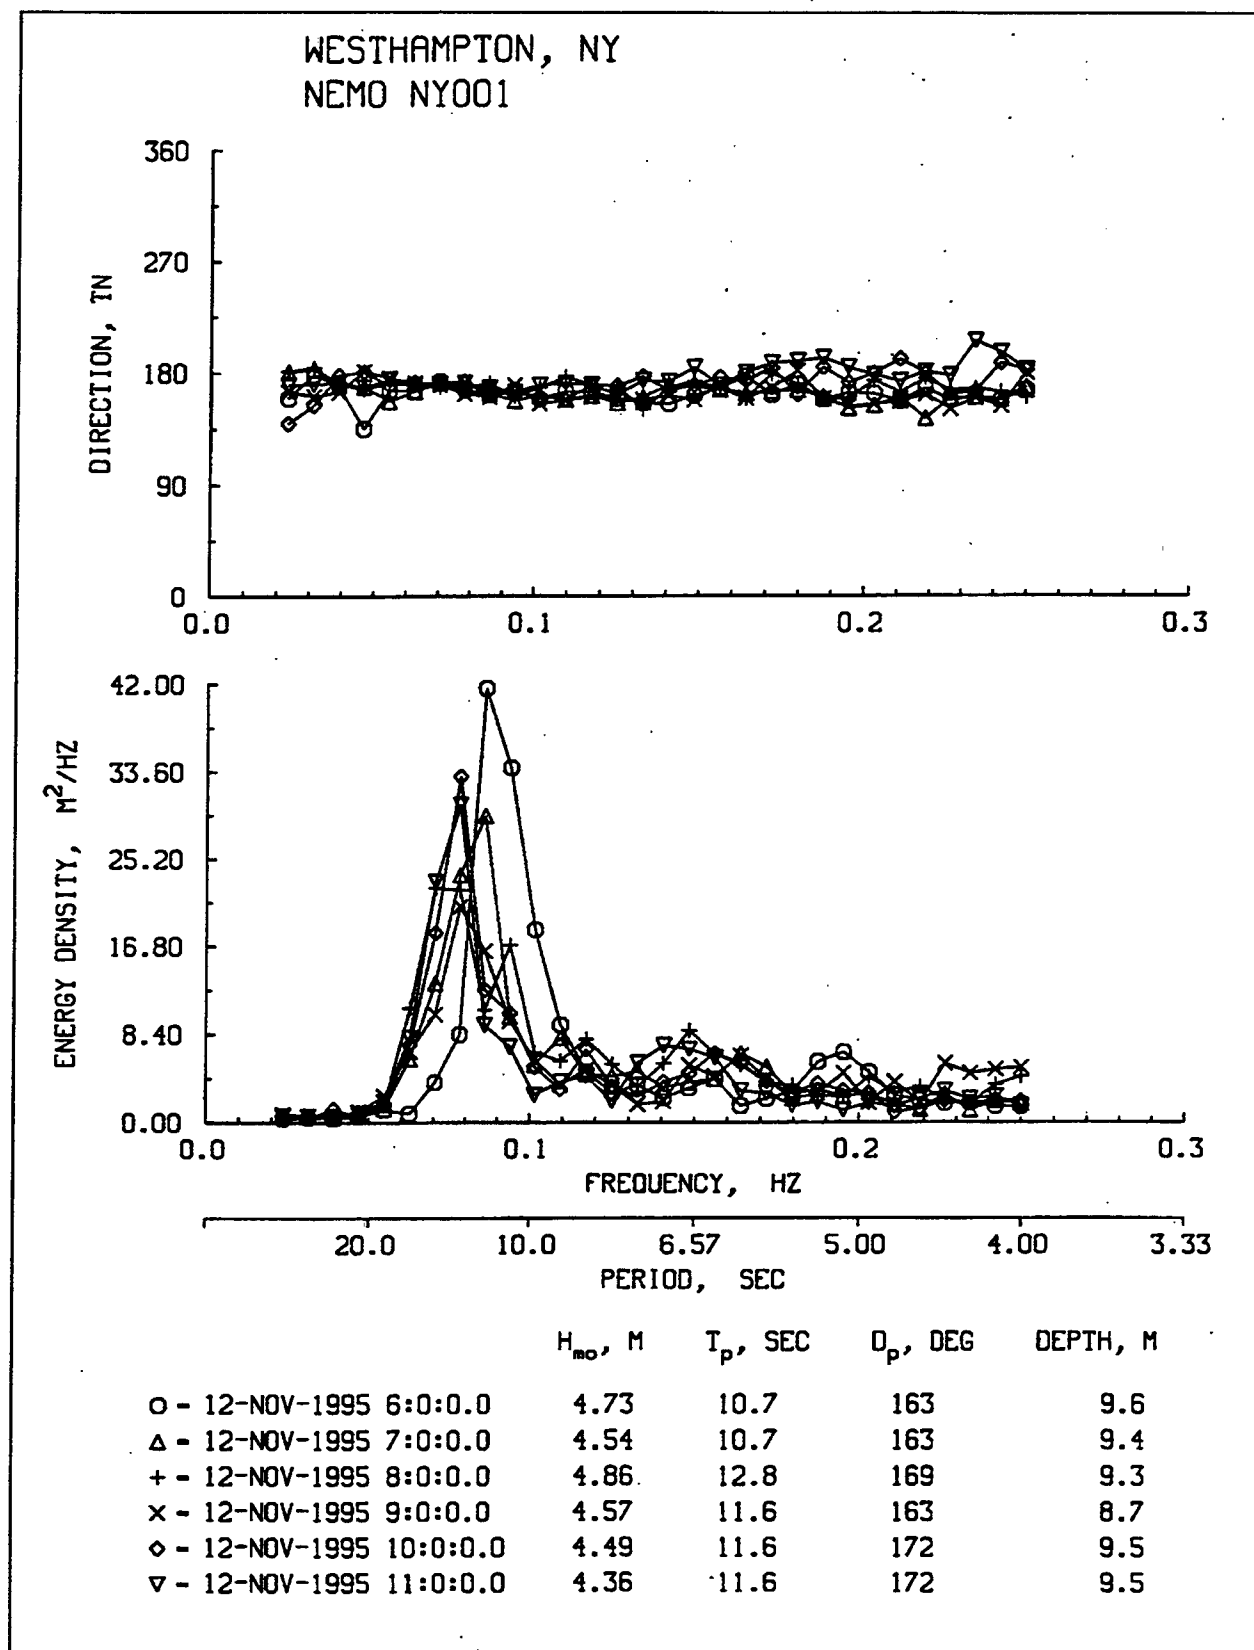 WESTHAMPTON, NY
NEMO NY001
360
270
180
90
0
DIRECTION, TN
0.0 0.1 0.2 0.3
42.00
33.60
25.20
16.80
8.40
0.00
ENERGY DENSITY, M²/HZ
0.0 0.1 0.2 0.3
FREQUENCY, HZ
20.0 10.0 6.57 5.00 4.00 3.33
PERIOD, SEC
Hmo, M Tp, SEC Dp, DEG DEPTH, M
O - 12-NOV-1995 6:0:0.0 4.73 10.7 163 9.6
△ - 12-NOV-1995 7:0:0.0 4.54 10.7 163 9.4
+ - 12-NOV-1995 8:0:0.0 4.86 12.8 169 9.3
× - 12-NOV-1995 9:0:0.0 4.57 11.6 163 8.7
◇ - 12-NOV-1995 10:0:0.0 4.49 11.6 172 9.5
▽ - 12-NOV-1995 11:0:0.0 4.36 11.6 172 9.5